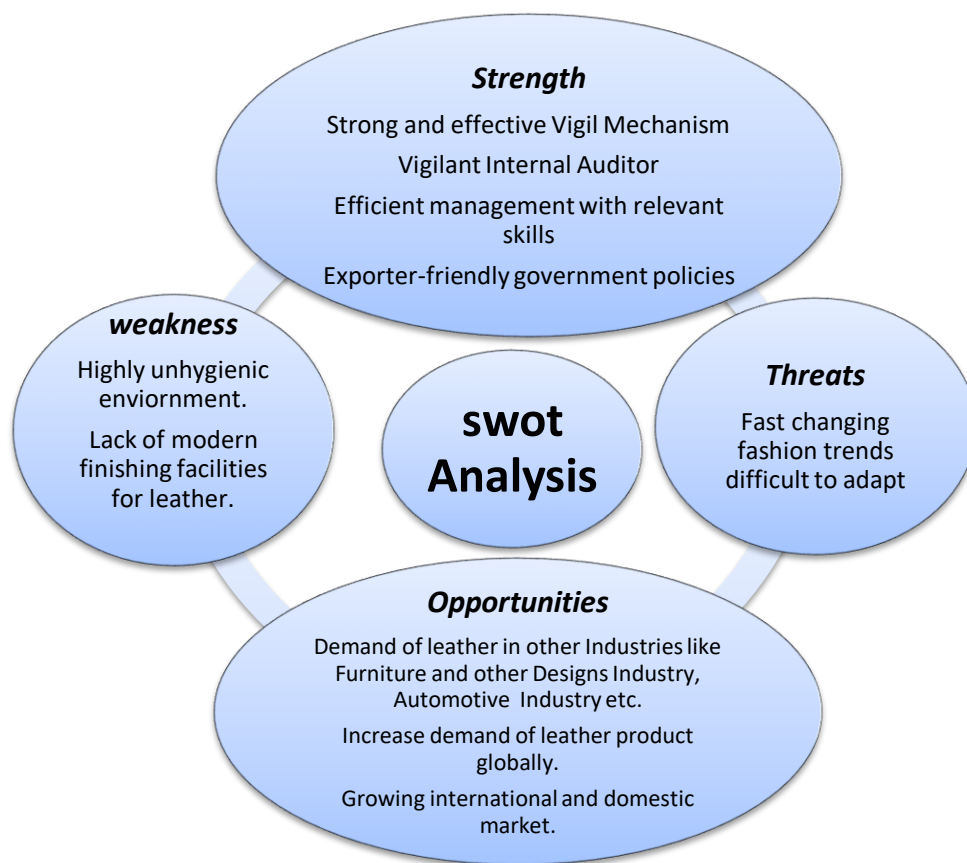 Strength
Strong and effective Vigil Mechanism
Vigilant Internal Auditor
Efficient management with relevant
skills
Exporter-friendly government policies
weakness
Highly unhygienic
enviornment.
Lack of modern
finishing facilities
for leather.
swot
Analysis
Threats
Fast changing
fashion trends
difficult to adapt
Opportunities
Demand of leather in other Industries like
Furniture and other Designs Industry,
Automotive Industry etc.
Increase demand of leather product
globally.
Growing international and domestic
market.